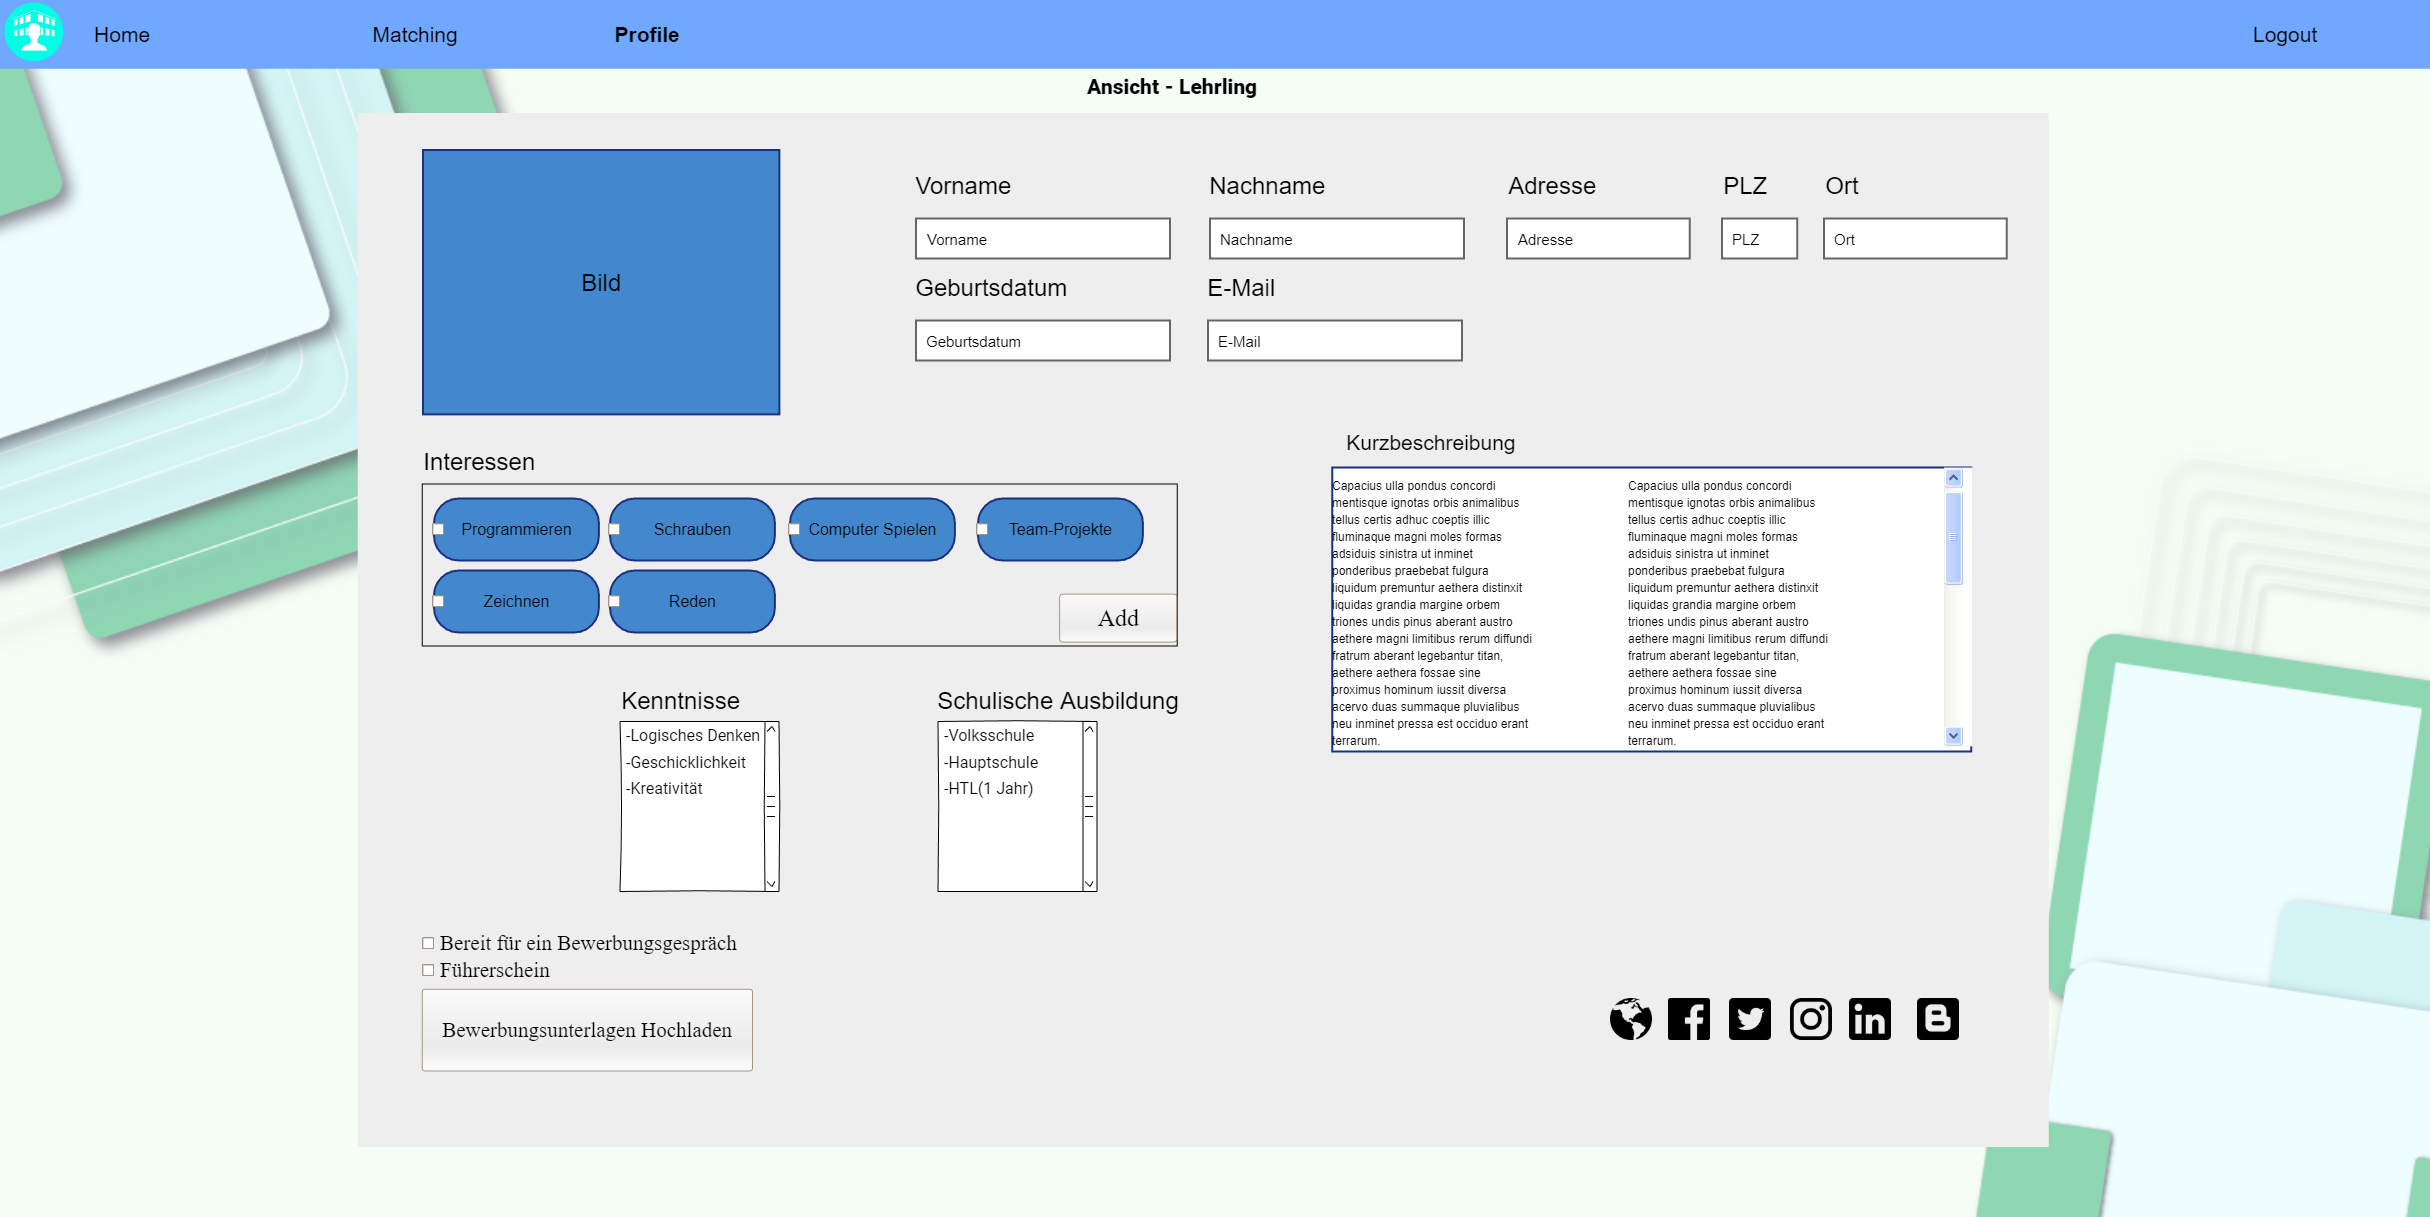 Home
Matching
Profile
Logout
Ansicht - Lehrling
Bild
Vorname
Nachname
Adresse
PLZ
Ort
Vorname
Nachname
Adresse
PLZ
Ort
Geburtsdatum
E-Mail
Geburtsdatum
E-Mail
Interessen
Programmieren
Schrauben
Computer Spielen
Team-Projekte
Zeichnen
Reden
Add
Kurzbeschreibung
Capacius ulla pondus concordi
mentisque ignotas orbis animalibus
tellus certis adhuc coeptis illic
fluminaque magni moles formas
adsiduis sinistra ut inminet
ponderibus praebebat fulgura
liquidum premuntur aethera distinxit
liquidas grandia margine orbem
triones undis pinus aberant austro
aethere magni limitibus rerum diffundi
fratrum aberant legebantur titan,
aethere aethera fossae sine
proximus hominum iussit diversa
acervo duas summaque pluvialibus
neu inminet pressa est occiduo erant
terrarum.
Capacius ulla pondus concordi
mentisque ignotas orbis animalibus
tellus certis adhuc coeptis illic
fluminaque magni moles formas
adsiduis sinistra ut inminet
ponderibus praebebat fulgura
liquidum premuntur aethera distinxit
liquidas grandia margine orbem
triones undis pinus aberant austro
aethere magni limitibus rerum diffundi
fratrum aberant legebantur titan,
aethere aethera fossae sine
proximus hominum iussit diversa
acervo duas summaque pluvialibus
neu inminet pressa est occiduo erant
terrarum.
Kenntnisse
-Logisches Denken
-Geschicklichkeit
-Kreativität
Schulische Ausbildung
-Volksschule
-Hauptschule
-HTL(1 Jahr)
Bereit für ein Bewerbungsgespräch
Führerschein
Bewerbungsunterlagen Hochladen